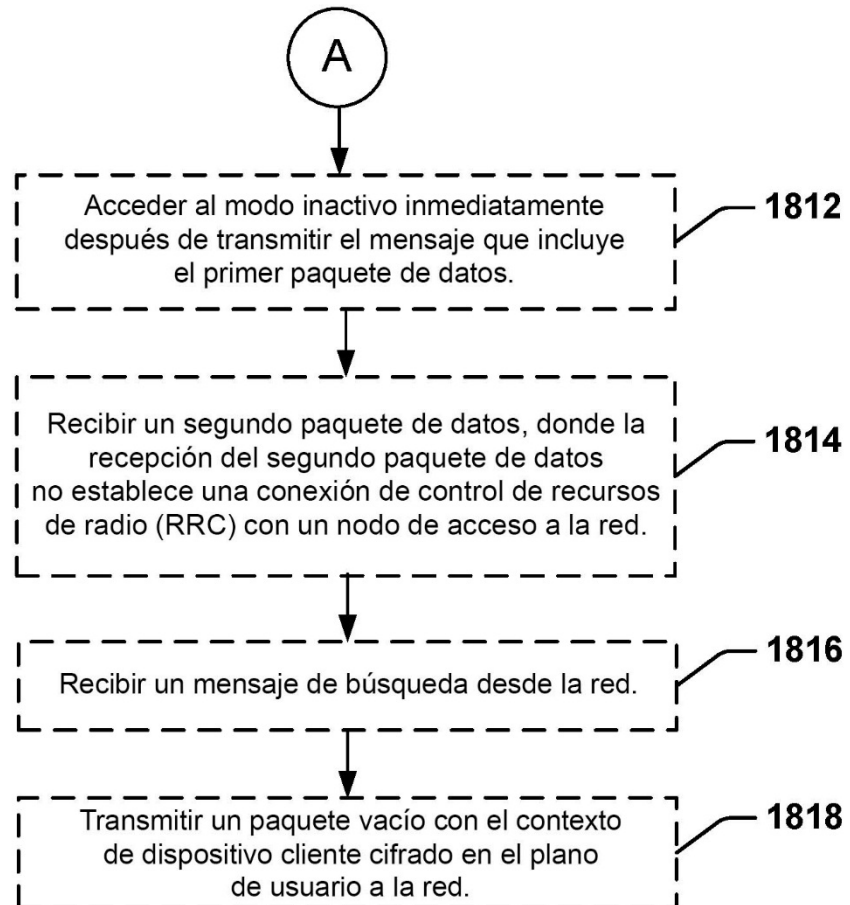 A
Acceder al modo inactivo inmediatamente
después de transmitir el mensaje que incluye
el primer paquete de datos.
1812
Recibir un segundo paquete de datos, donde la
recepción del segundo paquete de datos
no establece una conexión de control de recursos
de radio (RRC) con un nodo de acceso a la red.
1814
Recibir un mensaje de búsqueda desde la red.
1816
Transmitir un paquete vacío con el contexto
de dispositivo cliente cifrado en el plano
de usuario a la red.
1818